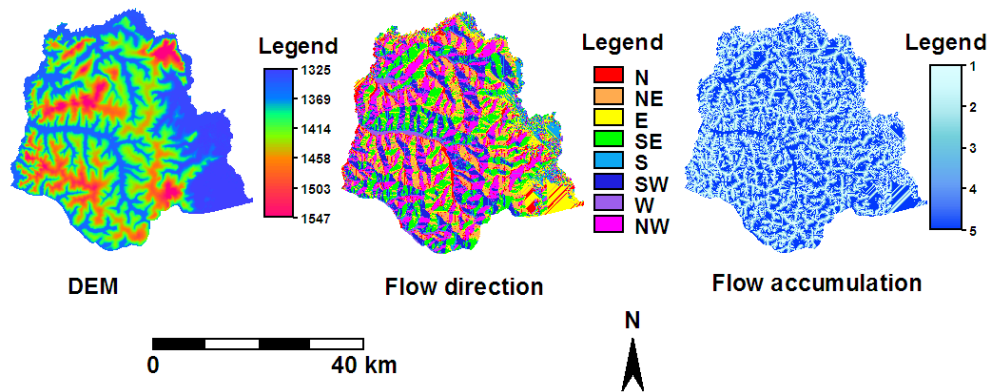 Legend
1325
1369
1414
1458
1503
1547
DEM
Legend
N
NE
E
SE
S
SW
W
NW
Flow direction
Legend
1
2
3
4
5
Flow accumulation
0
40 km
N